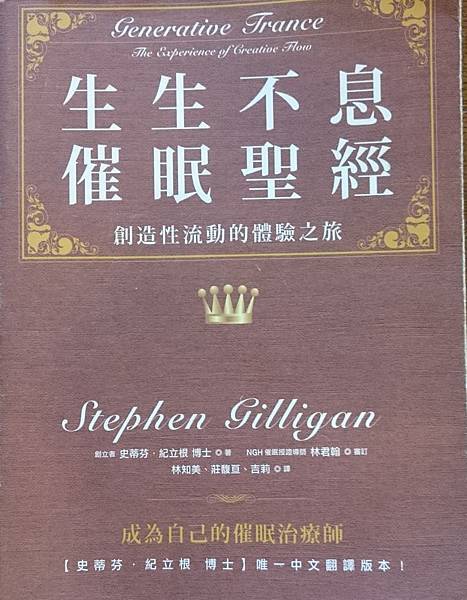 Generative Trance
The Experience of Creative Flow
生生不息
催眠聖經
創造性流動的體驗之旅
Stephen Gilligan
創立者 史蒂芬·紀立根 博士 ◎ 著 NGH 催眠授證導師 林君翰 ◎ 審訂
林知美、莊馥亘、吉莉 ◎ 譯
成為自己的催眠治療師
【史蒂芬·紀立根 博士】唯一中文翻譯版本！